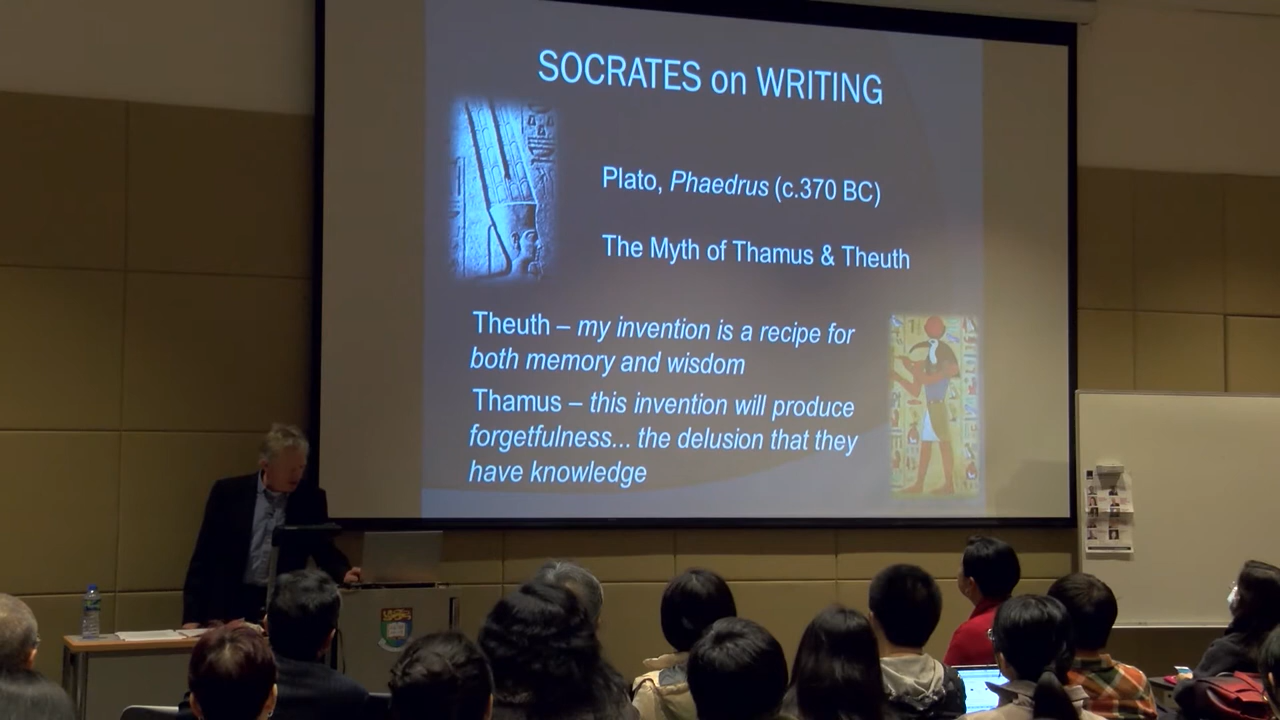 SOCRATES on WRITING
Plato, Phaedrus (c.370 BC)
The Myth of Thamus & Theuth
Theuth – my invention is a recipe for
both memory and wisdom
Thamus – this invention will produce
forgetfulness... the delusion that they
have knowledge